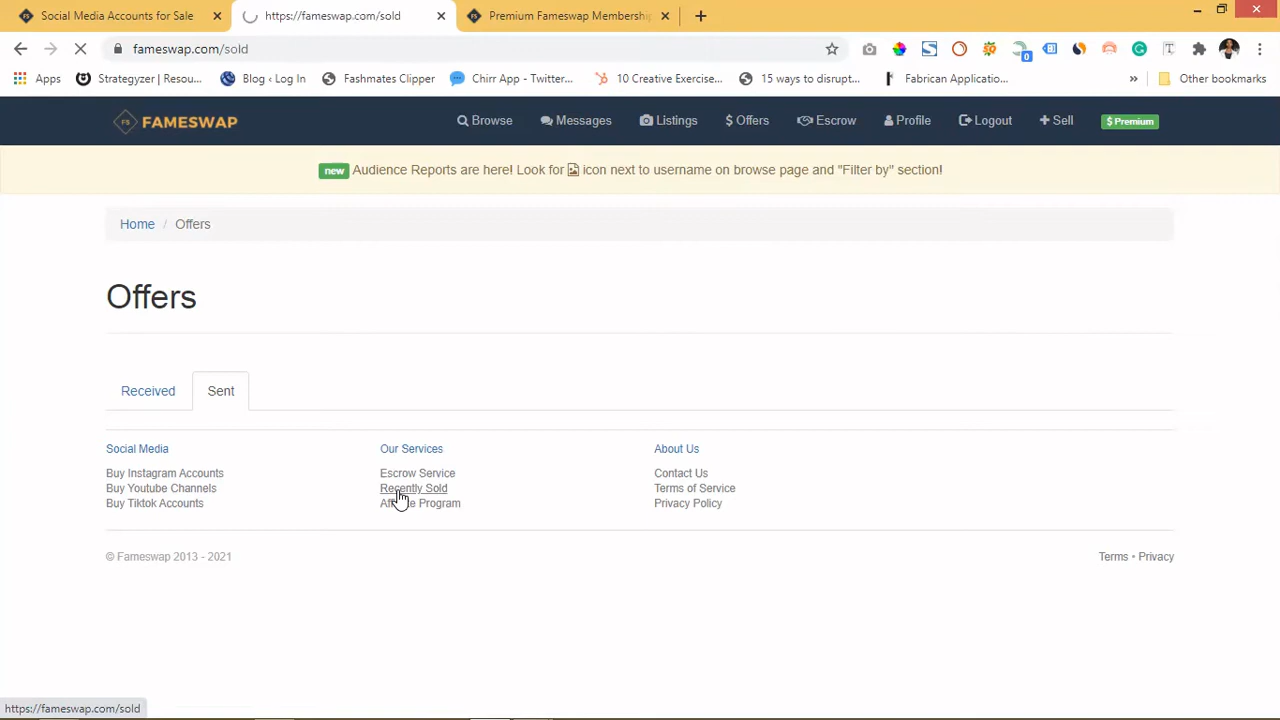 Social Media Accounts for Sale
https://fameswap.com/sold
Premium Fameswap Membership
fameswap.com/sold
Apps
Strategyzer | Resou...
Blog ‹ Log In
Fashmates Clipper
Chirr App - Twitter...
10 Creative Exercise...
15 ways to disrupt...
Fabrican Applicatio...
»
Other bookmarks
FS FAMESWAP
Browse
Messages
Listings
$ Offers
Escrow
Profile
Logout
+ Sell
$ Premium
new Audience Reports are here! Look for icon next to username on browse page and "Filter by" section!
Home / Offers
Offers
Received
Sent
Social Media
Buy Instagram Accounts
Buy Youtube Channels
Buy Tiktok Accounts
Our Services
Escrow Service
Recently Sold
Program
About Us
Contact Us
Terms of Service
Privacy Policy
© Fameswap 2013 - 2021
Terms • Privacy
https://fameswap.com/sold